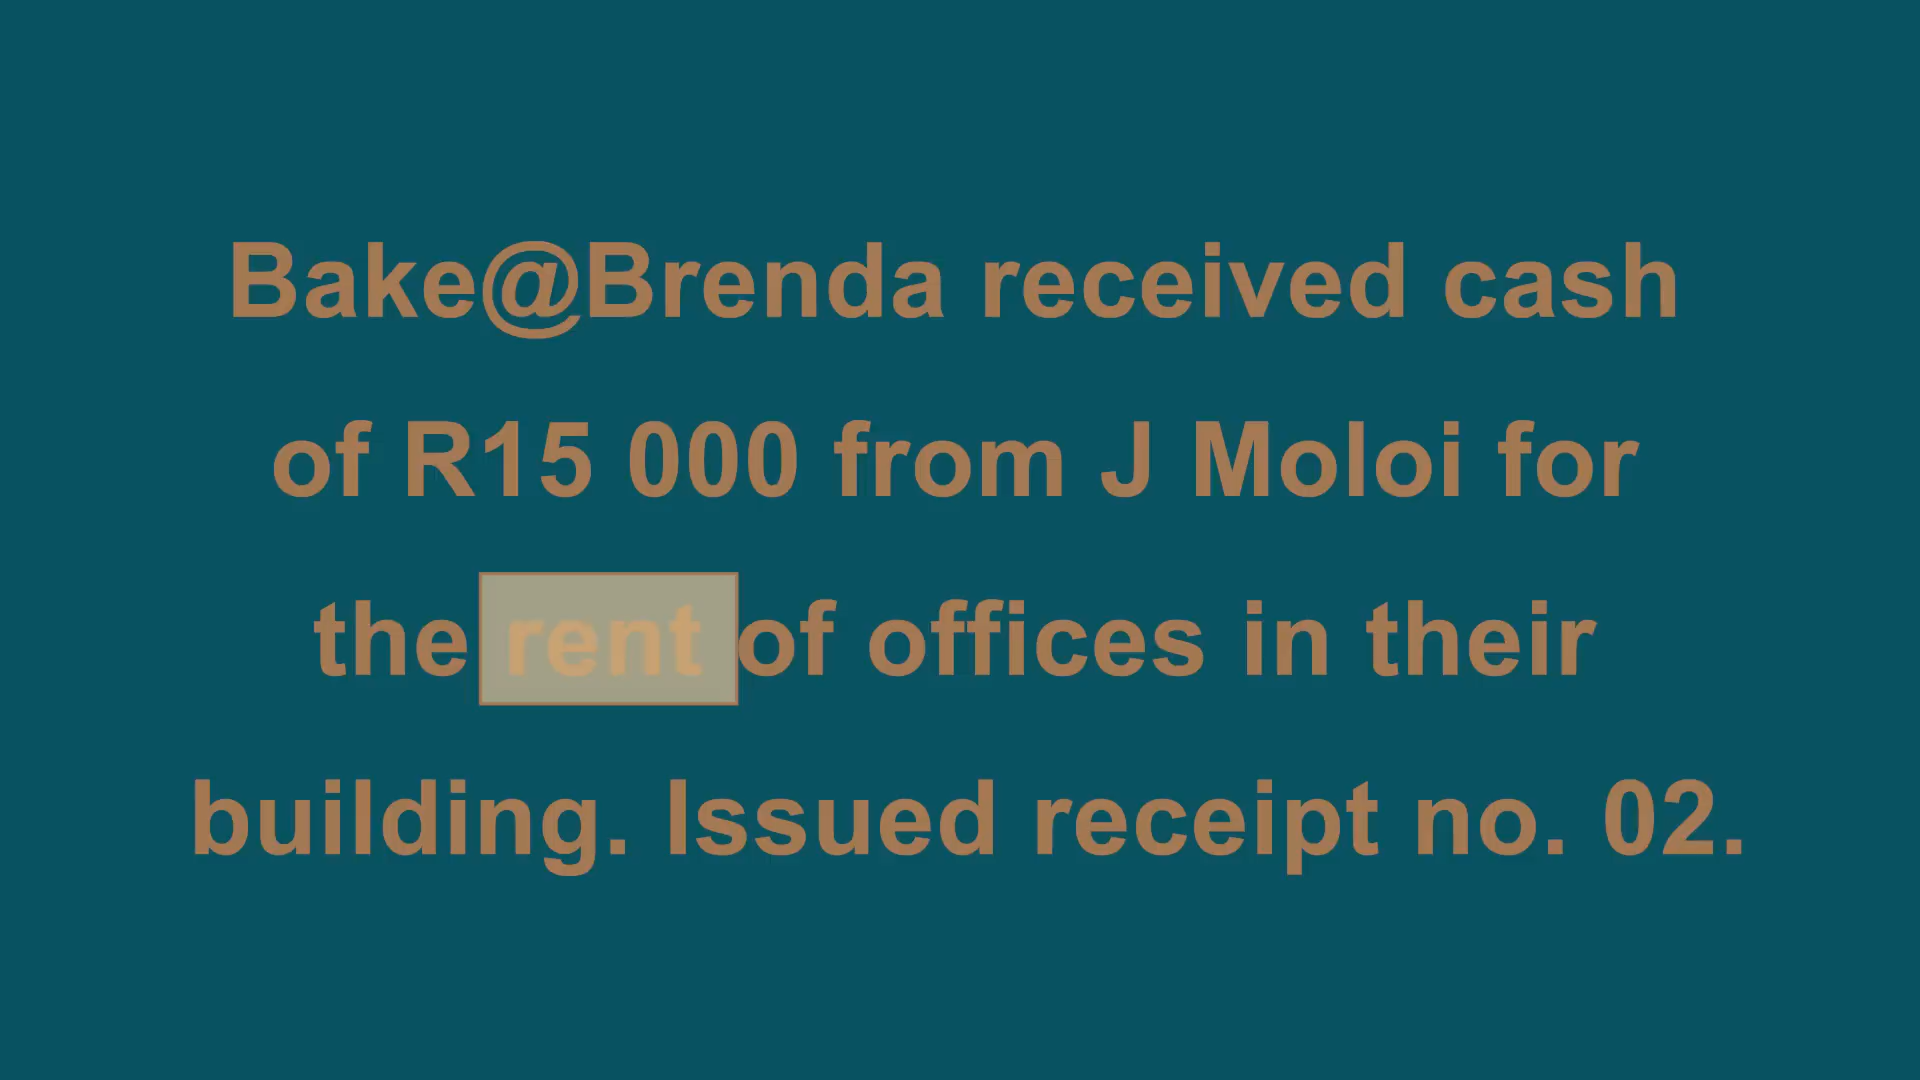 Bake@Brenda received cash
of R15 000 from J Moloi for
the rent of offices in their
building. Issued receipt no. 02.